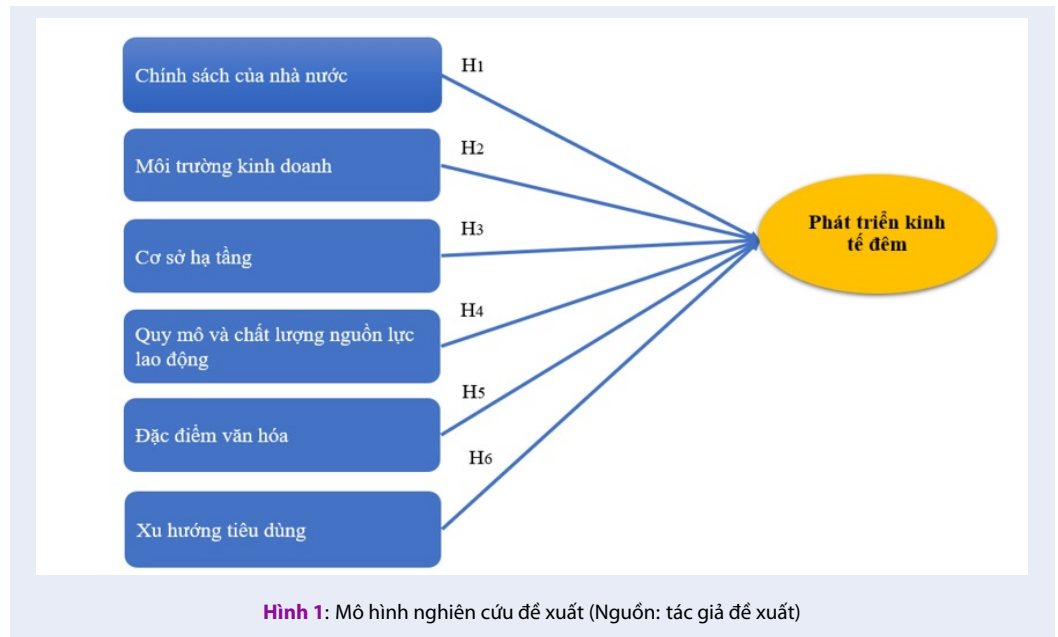 Chính sách của nhà nước
H1
Môi trường kinh doanh
H2
Cơ sở hạ tầng
H3
Quy mô và chất lượng nguồn lực
lao động
H4
Đặc điểm văn hóa
H5
Xu hướng tiêu dùng
H6
Phát triển kinh
tế đêm
Hình 1: Mô hình nghiên cứu đề xuất (Nguồn: tác giả đề xuất)